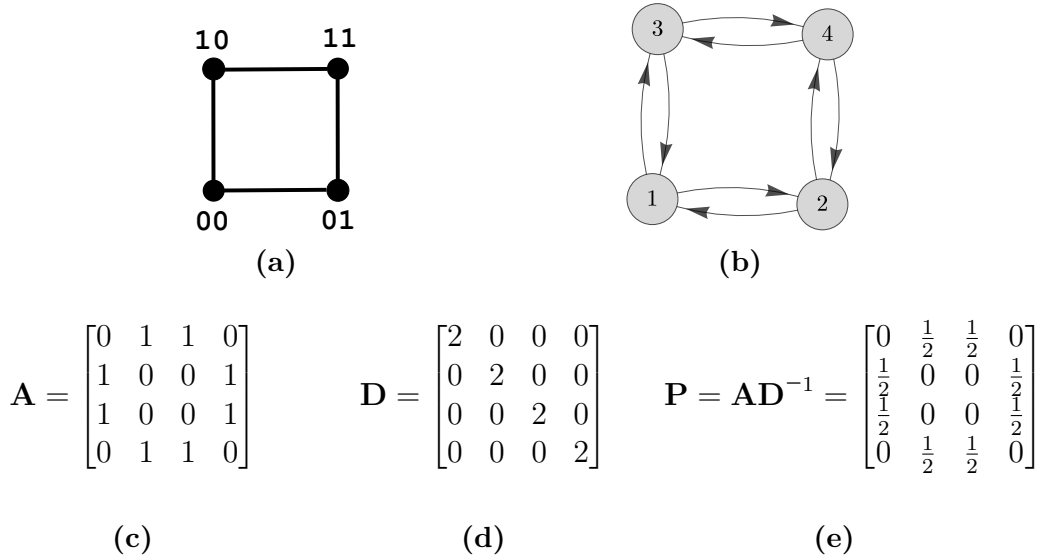 10 11
00 01
(a)
3 4
1 2
(b)
A = [0 1 1 0
1 0 0 1
1 0 0 1
0 1 1 0]
(c)
D = [2 0 0 0
0 2 0 0
0 0 2 0
0 0 0 2]
(d)
P = AD⁻¹ = [0 ½ ½ 0
½ 0 0 ½
½ 0 0 ½
0 ½ ½ 0]
(e)